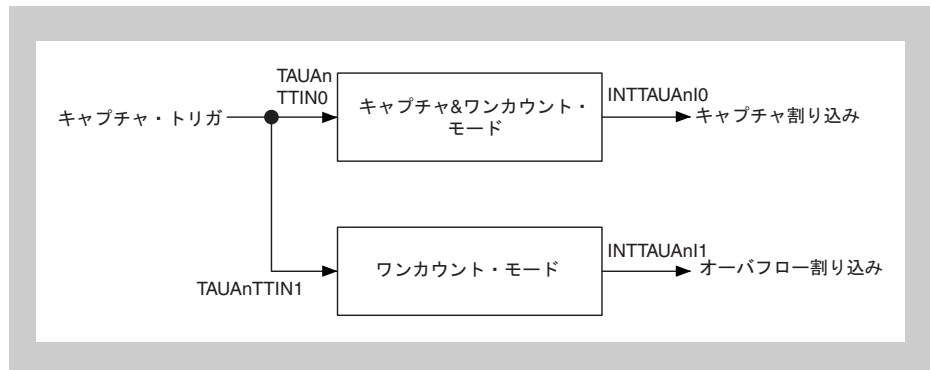 TAUAn
TTIN0
キャプチャ・トリガ
キャプチャ&ワンカウント・
モード
INTTAUAnI0
キャプチャ割り込み
TAUAnTTIN1
ワンカウント・モード
INTTAUAnI1
オーバフロー割り込み